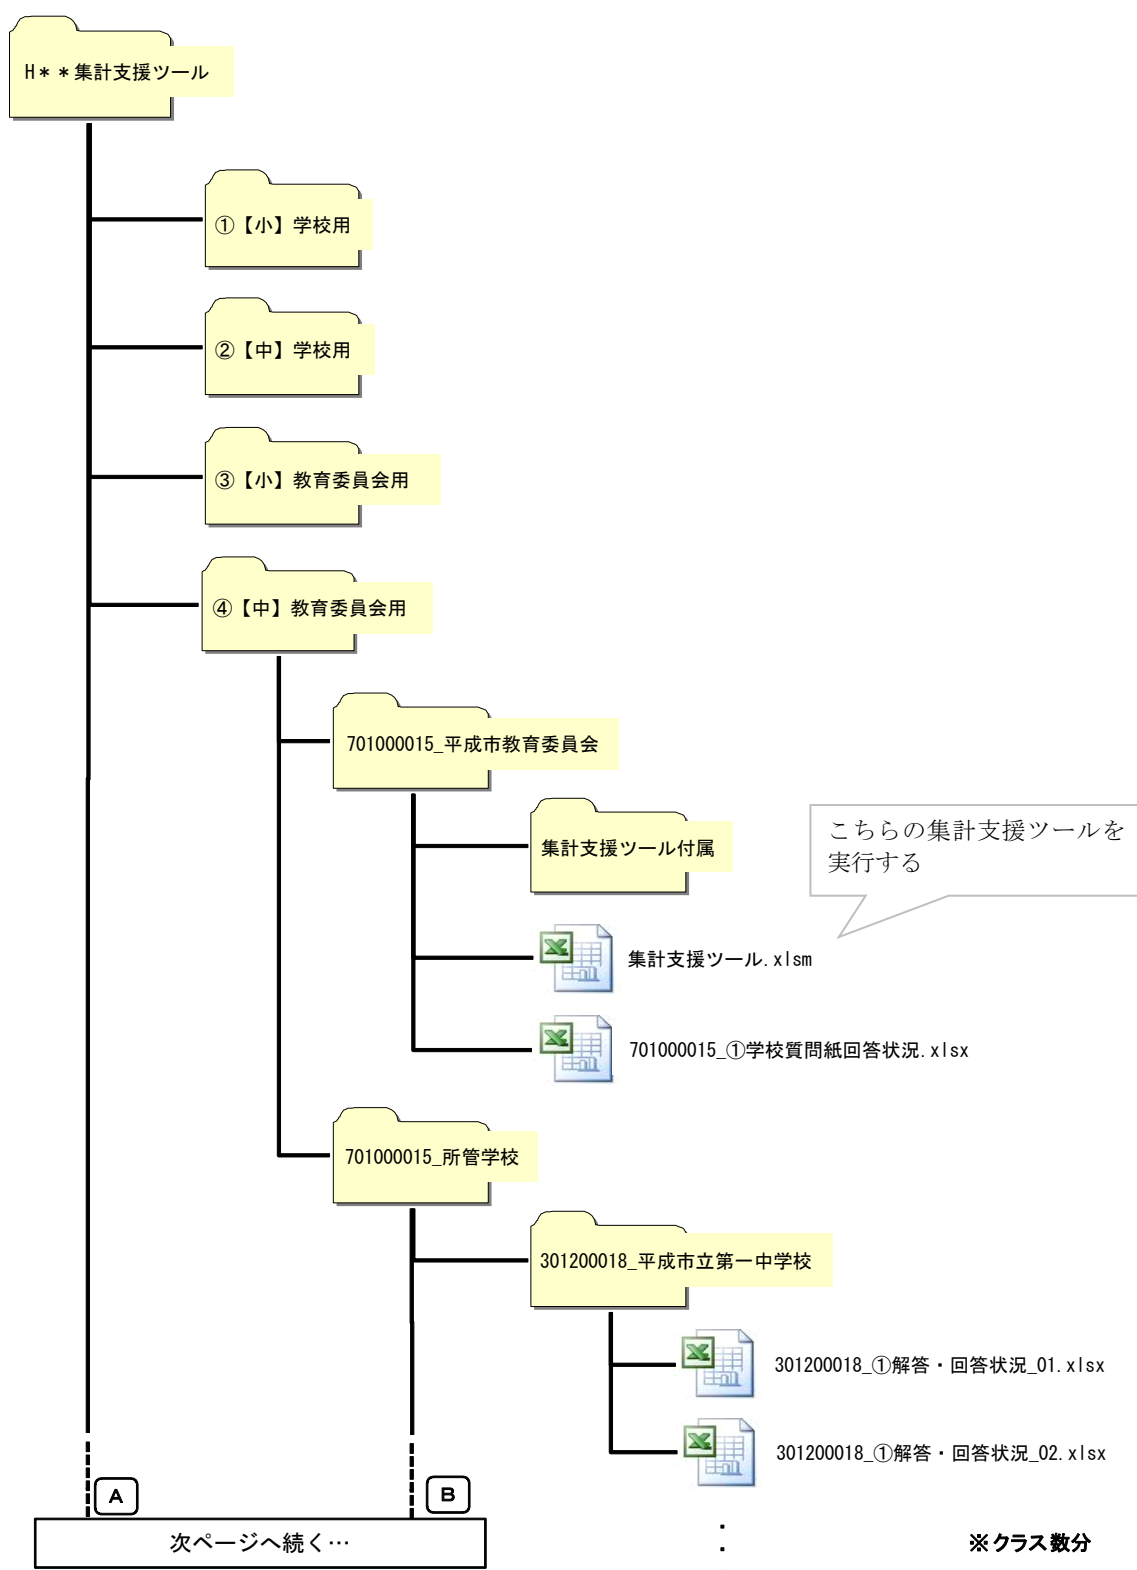 H＊＊集計支援ツール
①【小】学校用
②【中】学校用
③【小】教育委員会用
④【中】教育委員会用
701000015_平成市教育委員会
集計支援ツール付属
こちらの集計支援ツールを
実行する
集計支援ツール.xlsm
701000015_①学校質問紙回答状況.xlsx
701000015_所管学校
301200018_平成市立第一中学校
301200018_①解答・回答状況_01.xlsx
301200018_①解答・回答状況_02.xlsx
A
B
次ページへ続く…
※クラス数分